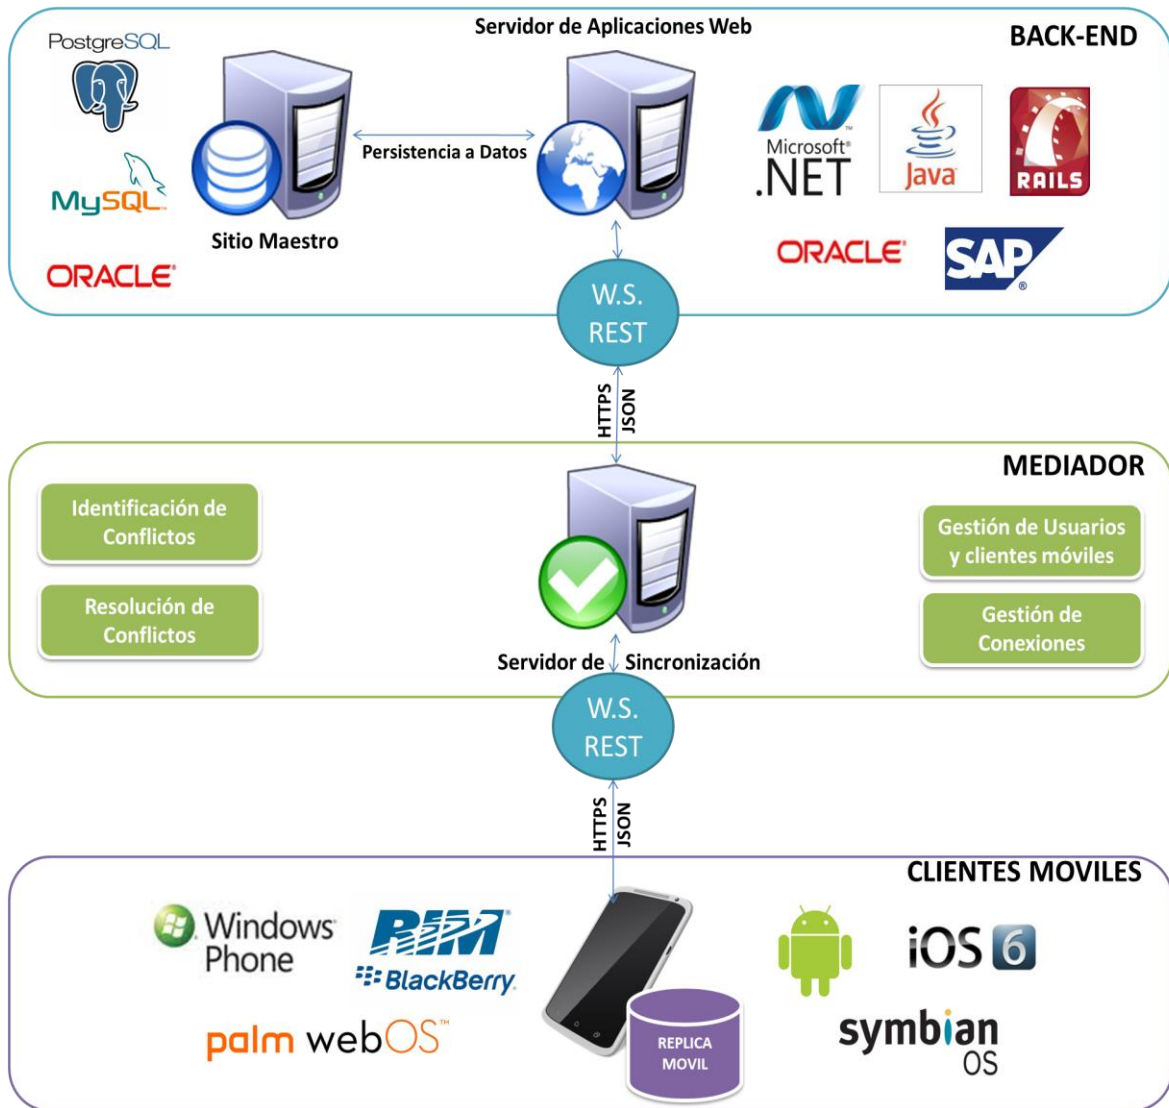 Servidor de Aplicaciones Web
BACK-END
PostgreSQL
Persistencia a Datos
Microsoft®
.NET
Java
RAILS
MySQL
Sitio Maestro
ORACLE®
ORACLE®
SAP®
W.S.
REST
HTTPS
JSON
MEDIADOR
Identificación de
Conflictos
Gestión de Usuarios
y clientes móviles
Resolución de
Conflictos
Gestión de
Conexiones
Servidor de Sincronización
W.S.
REST
HTTPS
JSON
CLIENTES MOVILES
Windows®
Phone
RIM®
BlackBerry®
iOS 6
palm webOS™
REPLICA
MOVIL
symbian
OS